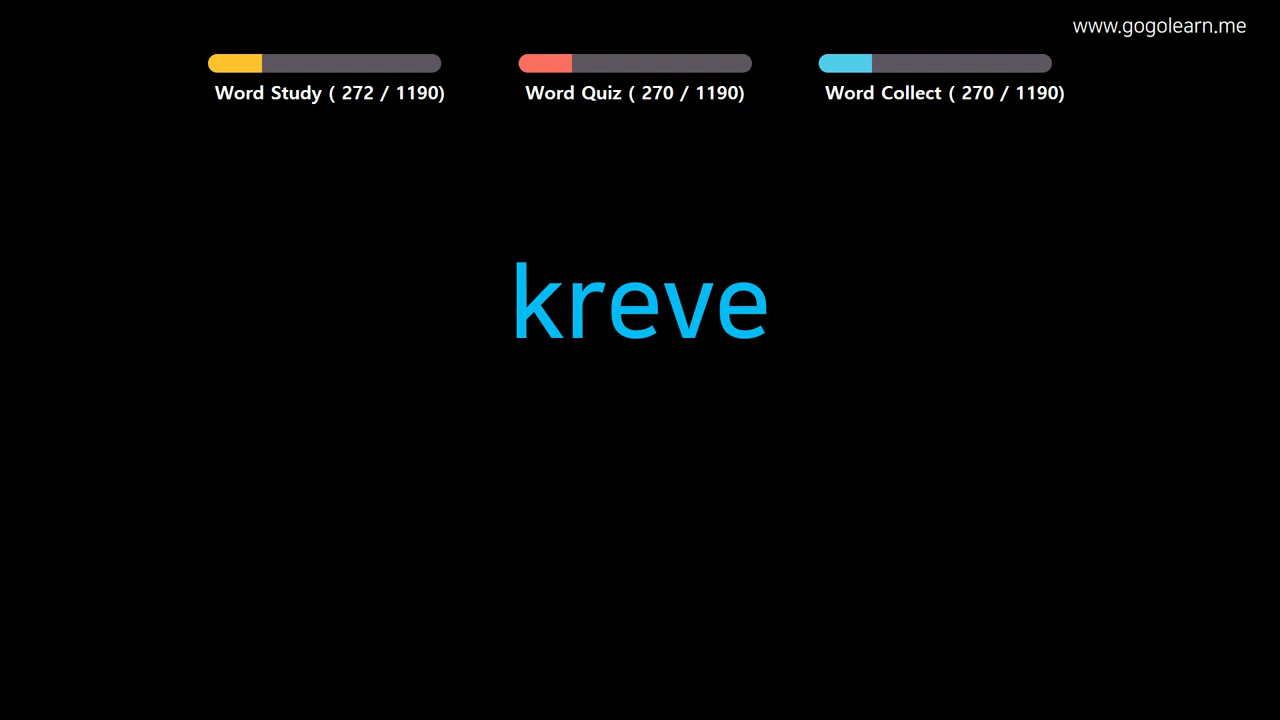 www.gogolearn.me
Word Study ( 272 / 1190)
Word Quiz ( 270 / 1190)
Word Collect ( 270 / 1190)
kreve